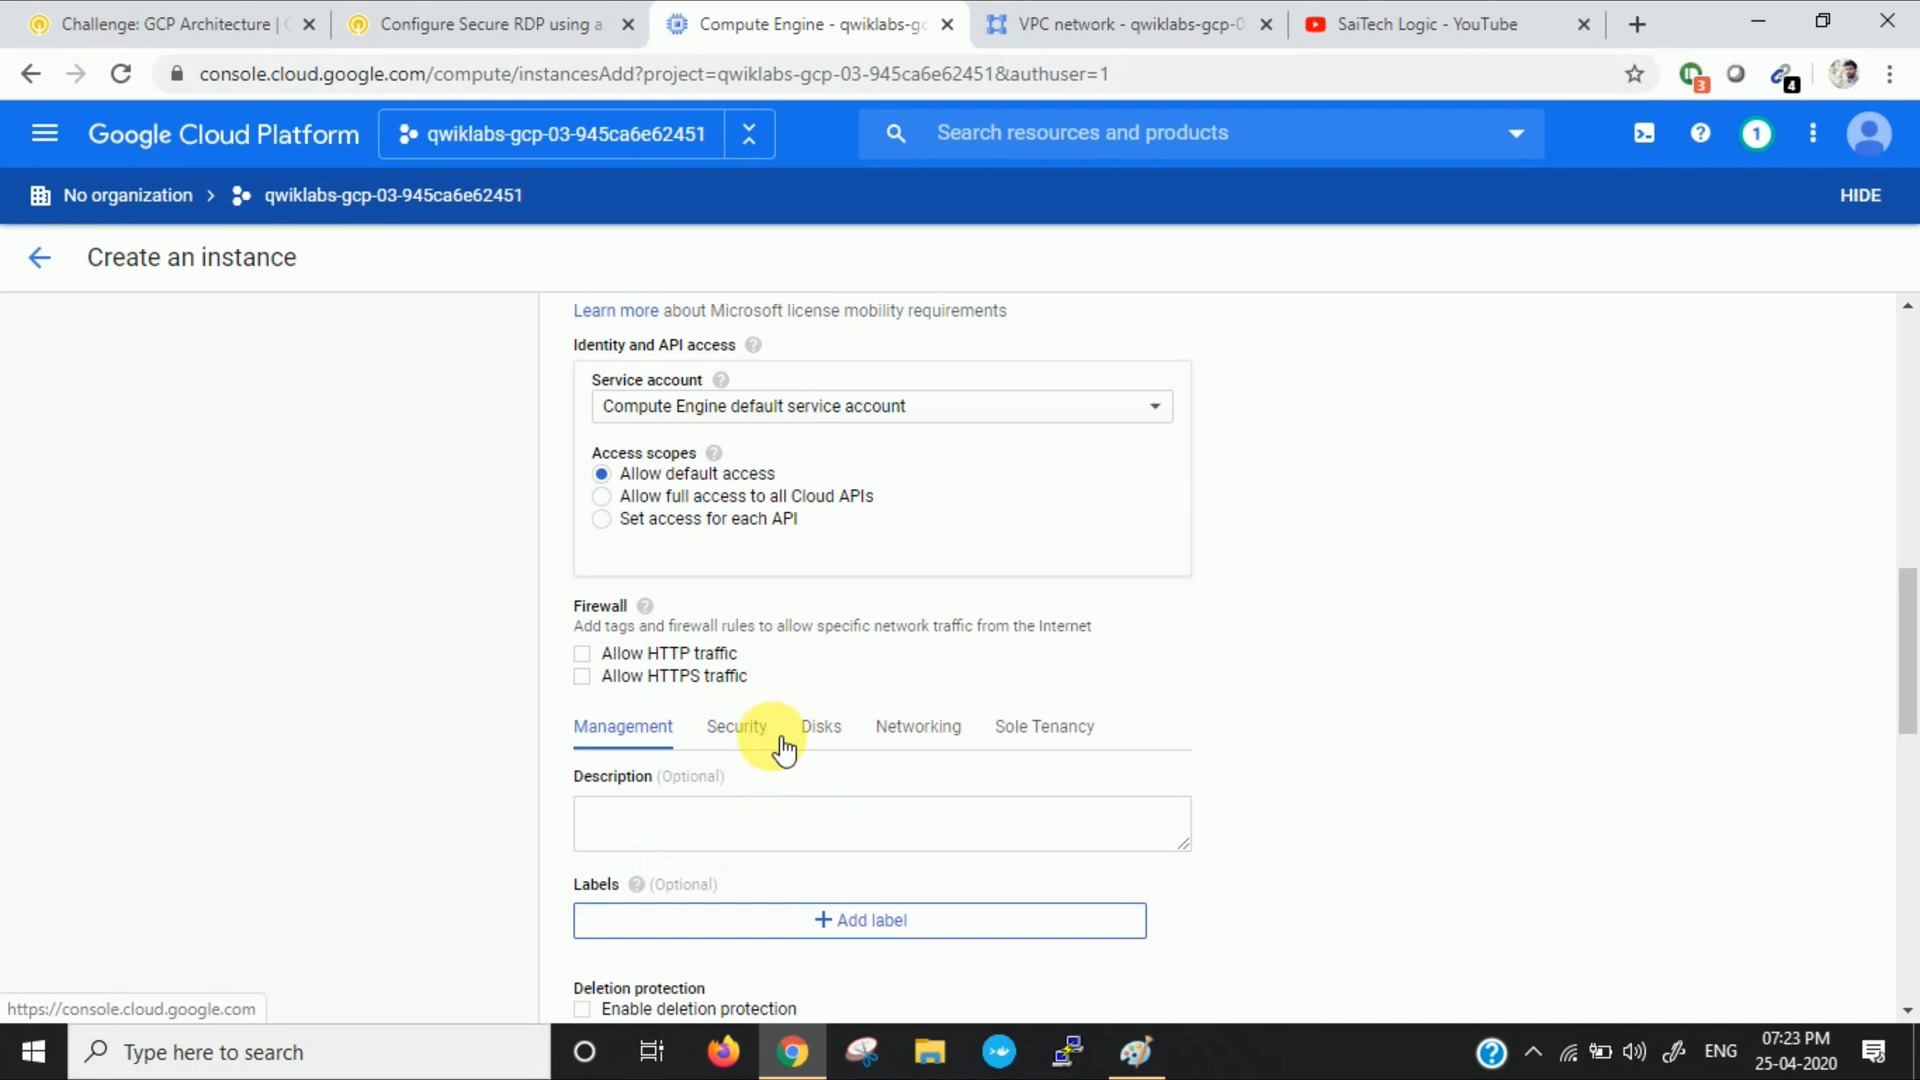 Challenge: GCP Architecture |
Configure Secure RDP using a
Compute Engine - qwiklabs-gc
VPC network - qwiklabs-gcp-0
SaiTech Logic - YouTube
console.cloud.google.com/compute/instancesAdd?project=qwiklabs-gcp-03-945ca6e62451&authuser=1
3
4
Google Cloud Platform
qwiklabs-gcp-03-945ca6e62451
Search resources and products
1
No organization
qwiklabs-gcp-03-945ca6e62451
HIDE
Create an instance
Learn more about Microsoft license mobility requirements
Identity and API access
Service account
Compute Engine default service account
Access scopes
Allow default access
Allow full access to all Cloud APIs
Set access for each API
Firewall
Add tags and firewall rules to allow specific network traffic from the Internet
Allow HTTP traffic
Allow HTTPS traffic
Management Security Disks Networking Sole Tenancy
Description (Optional)
Labels (Optional)
+ Add label
Deletion protection
Enable deletion protection
https://console.cloud.google.com
Type here to search
ENG
07:23 PM
25-04-2020